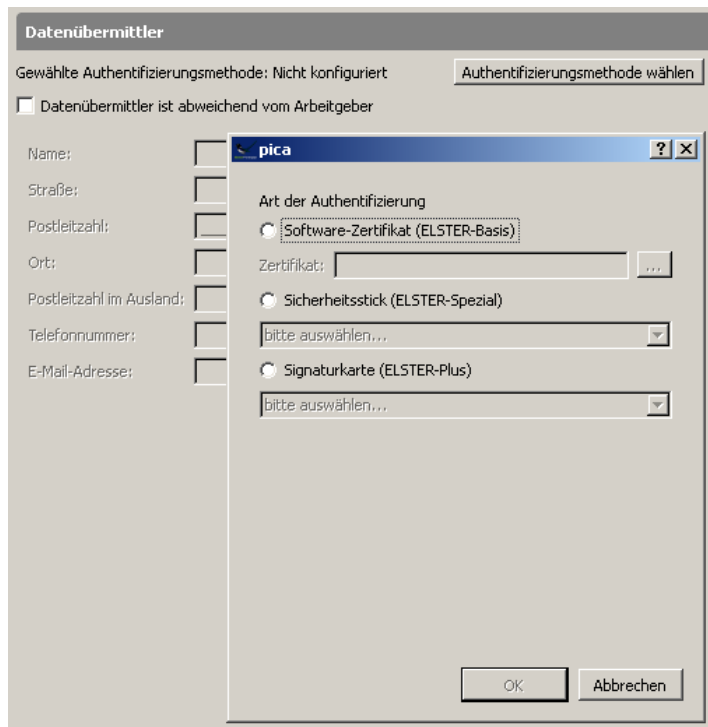 Datenübermittler
Gewählte Authentifizierungsmethode: Nicht konfiguriert
Authentifizierungsmethode wählen
Datenübermittler ist abweichend vom Arbeitgeber
Name:
Straße:
Postleitzahl:
Ort:
Postleitzahl im Ausland:
Telefonnummer:
E-Mail-Adresse:
pica
Art der Authentifizierung
Software-Zertifikat (ELSTER-Basis)
Zertifikat:
...
Sicherheitsstick (ELSTER-Spezial)
bitte auswählen...
Signaturkarte (ELSTER-Plus)
bitte auswählen...
OK
Abbrechen